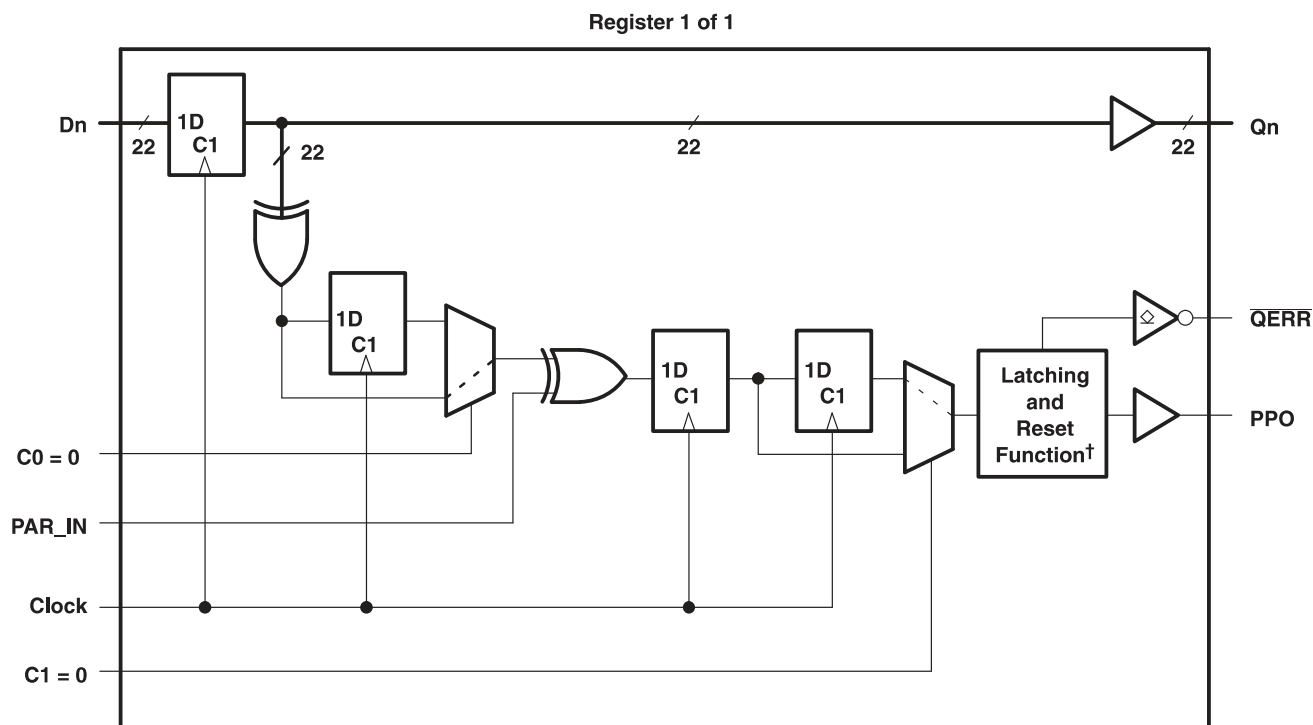 Register 1 of 1
Dn
22
1D
C1
22
22
22
Qn
1D
C1
1D
C1
1D
C1
Latching
and
Reset
Function†
QERR
PPO
C0 = 0
PAR_IN
Clock
C1 = 0